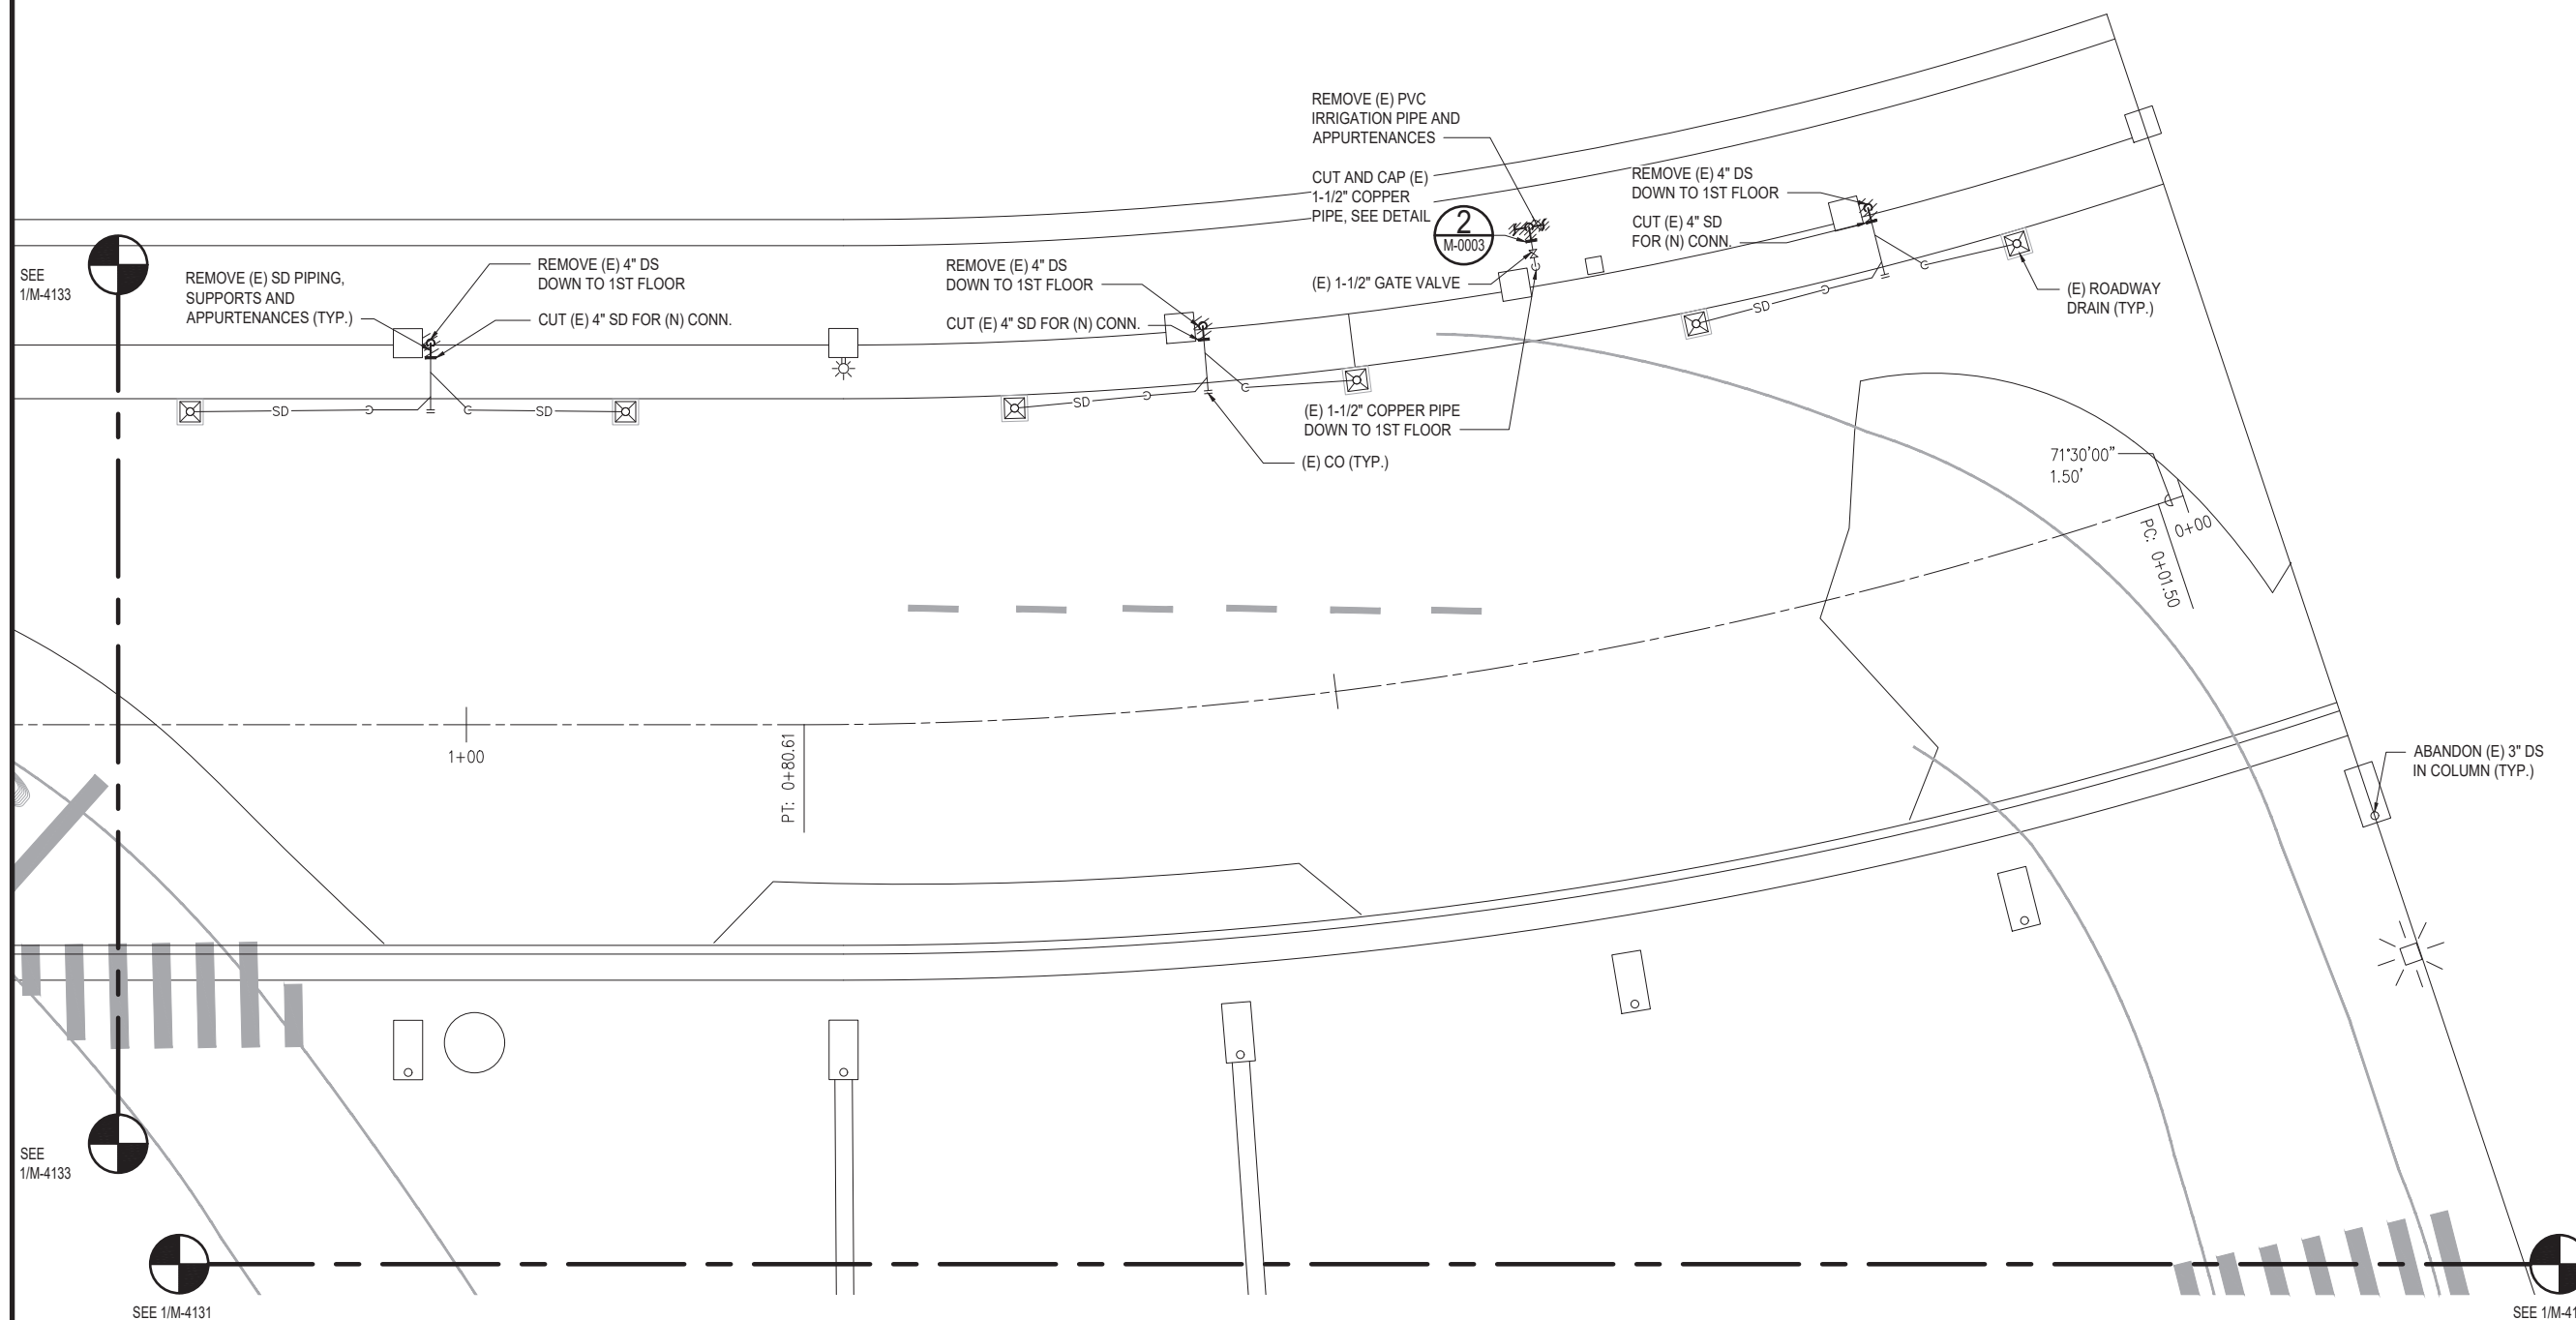 REMOVE (E) PVC
IRRIGATION PIPE AND
APPURTENANCES
CUT AND CAP (E)
1-1/2" COPPER
PIPE, SEE DETAIL
2
M-0003
(E) 1-1/2" GATE VALVE
REMOVE (E) 4" DS
DOWN TO 1ST FLOOR
CUT (E) 4" SD
FOR (N) CONN.
SEE
1/M-4133
REMOVE (E) SD PIPING,
SUPPORTS AND
APPURTENANCES (TYP.)
REMOVE (E) 4" DS
DOWN TO 1ST FLOOR
CUT (E) 4" SD FOR (N) CONN.
REMOVE (E) 4" DS
DOWN TO 1ST FLOOR
CUT (E) 4" SD FOR (N) CONN.
(E) ROADWAY
DRAIN (TYP.)
SD
SD
SD
SD
(E) 1-1/2" COPPER PIPE
DOWN TO 1ST FLOOR
(E) CO (TYP.)
71°30'00"
1.50'
0+00
PC: 0+01.50
1+00
PT: 0+80.61
ABANDON (E) 3" DS
IN COLUMN (TYP.)
SEE
1/M-4133
SEE 1/M-4131
SEE 1/M-41